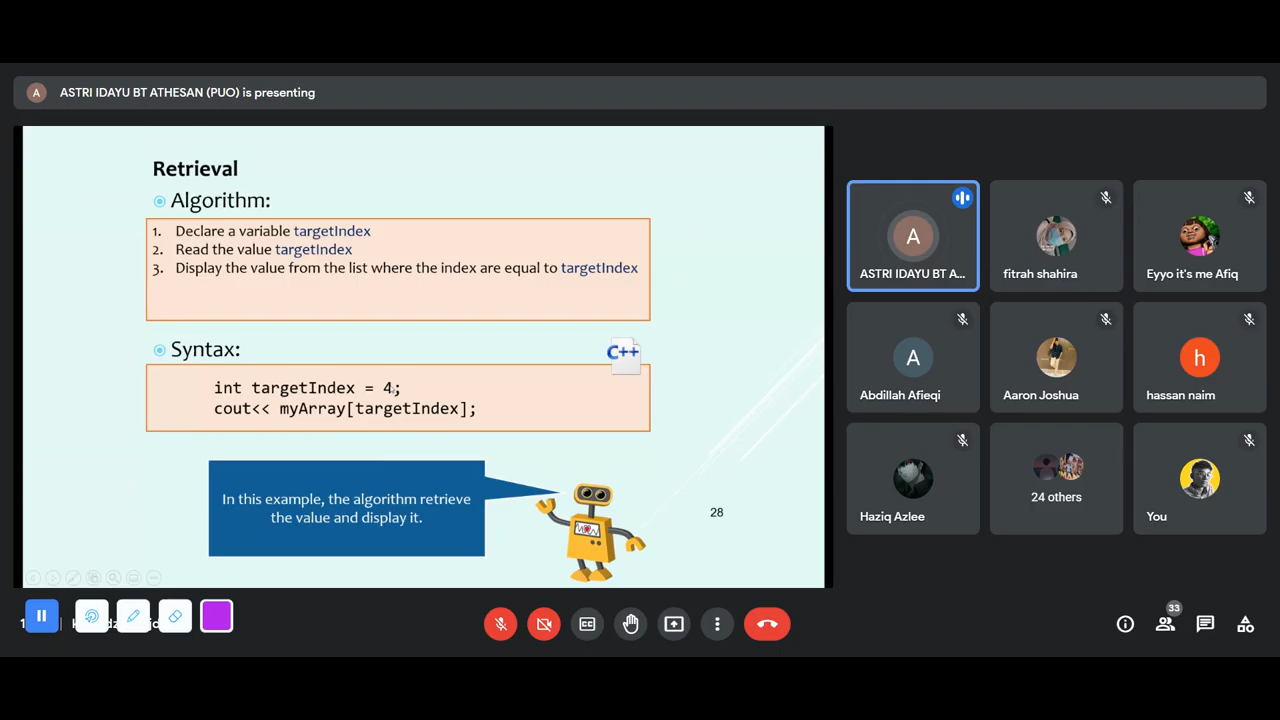 A ASTRI IDAYU BT ATHESAN (PUO) is presenting
Retrieval
Algorithm:
1. Declare a variable targetIndex
2. Read the value targetIndex
3. Display the value from the list where the index are equal to targetIndex
Syntax:
C++
int targetIndex = 4;
cout<< myArray[targetIndex];
In this example, the algorithm retrieve
the value and display it.
28
A
ASTRI IDAYU BT A...
fitrah shahira
Eyyo it's me Afiq
A
Abdillah Afieqi
Aaron Joshua
h
hassan naim
Haziq Azlee
24 others
You
33